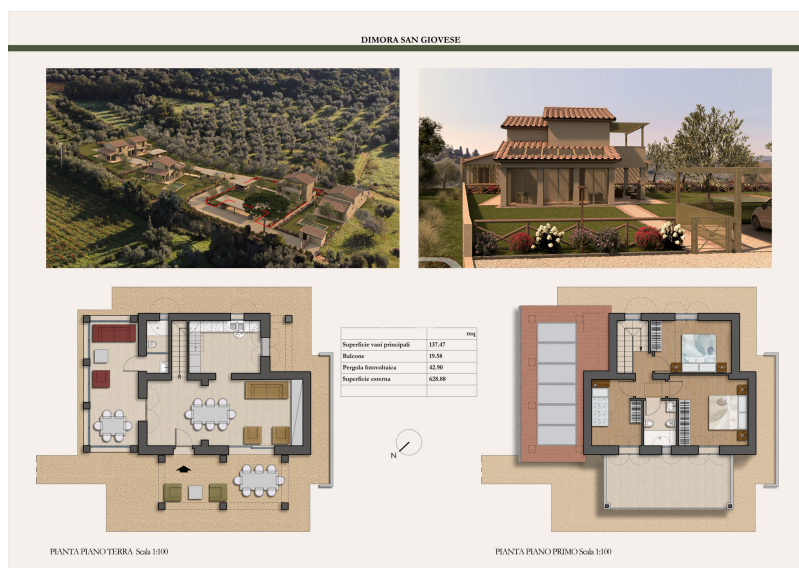 DIMORA SAN GIOVESE
mq
Superficie vani principali 137.47
Balcone 19.58
Pergola fotovoltaica 42.90
Superficie esterna 628.88
N
PIANTA PIANO TERRA Scala 1:100
PIANTA PIANO PRIMO Scala 1:100